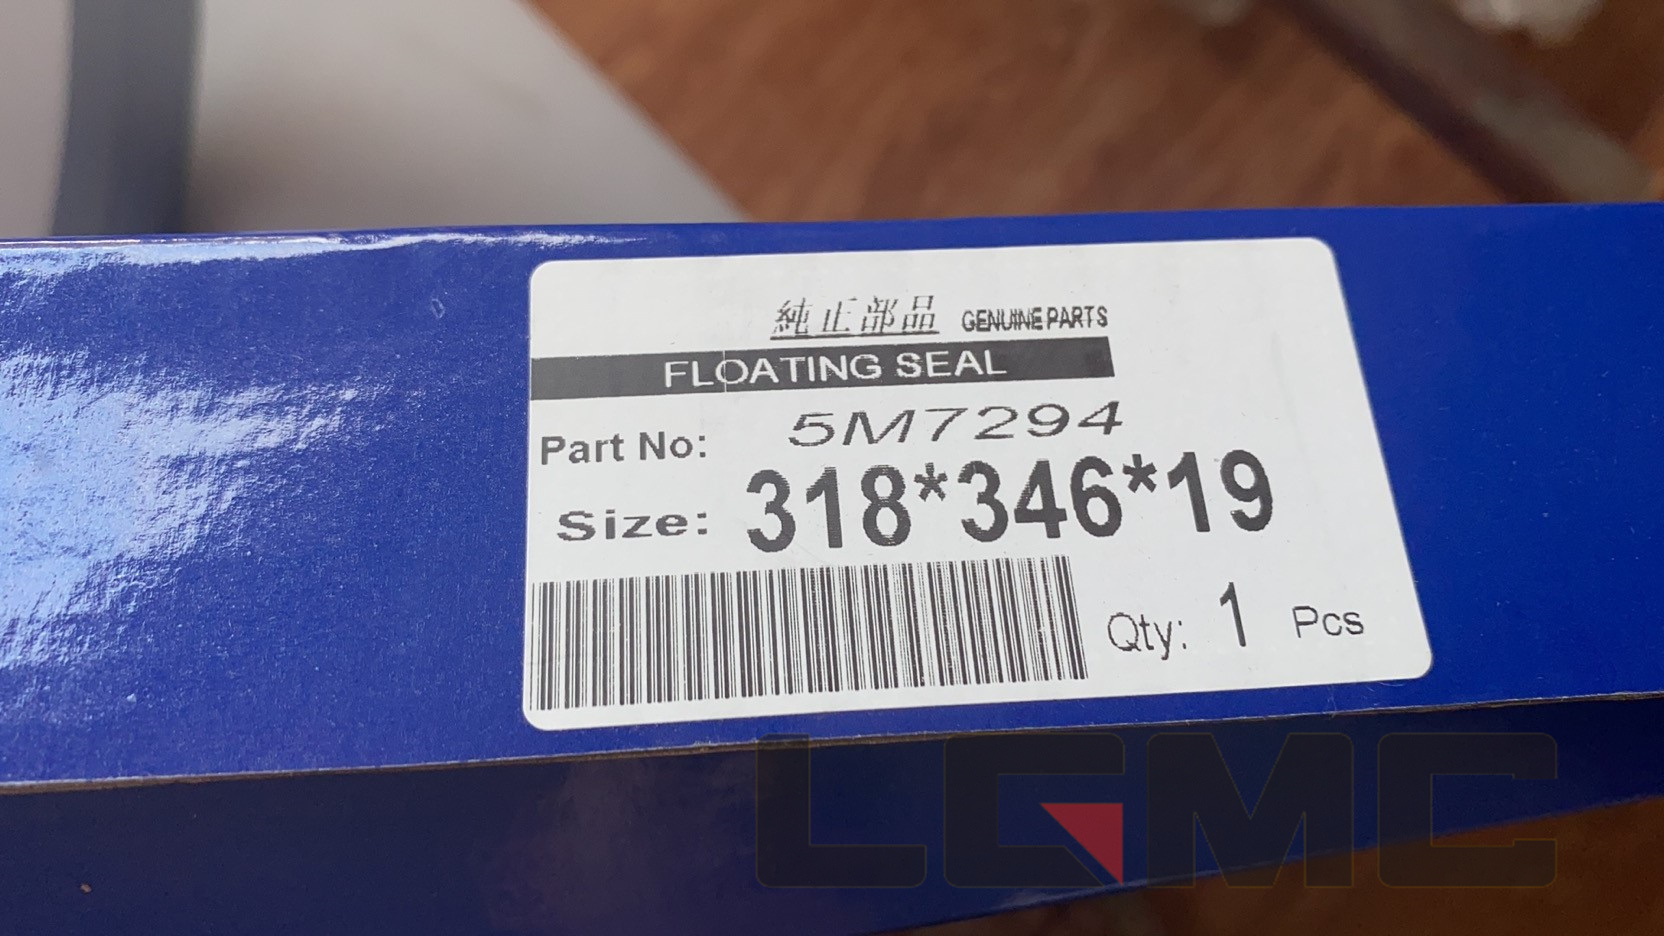 純正部品 GENUINE PARTS
FLOATING SEAL
Part No: 5M7294
Size: 318*346*19
Qty: 1 Pcs
LGMC